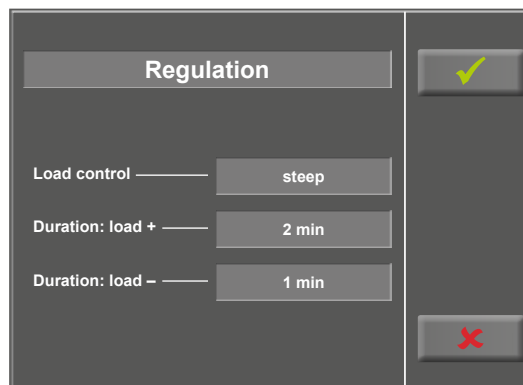 Regulation
Load control steep
Duration: load + 2 min
Duration: load – 1 min